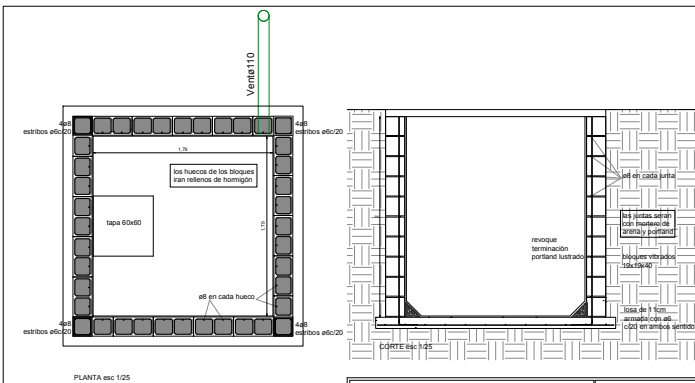 Ventø110
4ø8
estribos ø6c/20
4ø8
estribos ø6c/20
1,79
los huecos de los bloques
iran rellenos de hormigón
tapa 60x60
1,79
ø8 en cada hueco
4ø8
estribos ø6c/20
4ø8
estribos ø6c/20
PLANTA esc 1/25
ø8 en cada junta
las juntas seran
con mortero de
arena y portland
revoque
terminación
portland lustrado
bloques vibrados
19x19x40
losa de 11cm
armada con ø6
c/20 en ambos sentido
CORTE esc 1/25